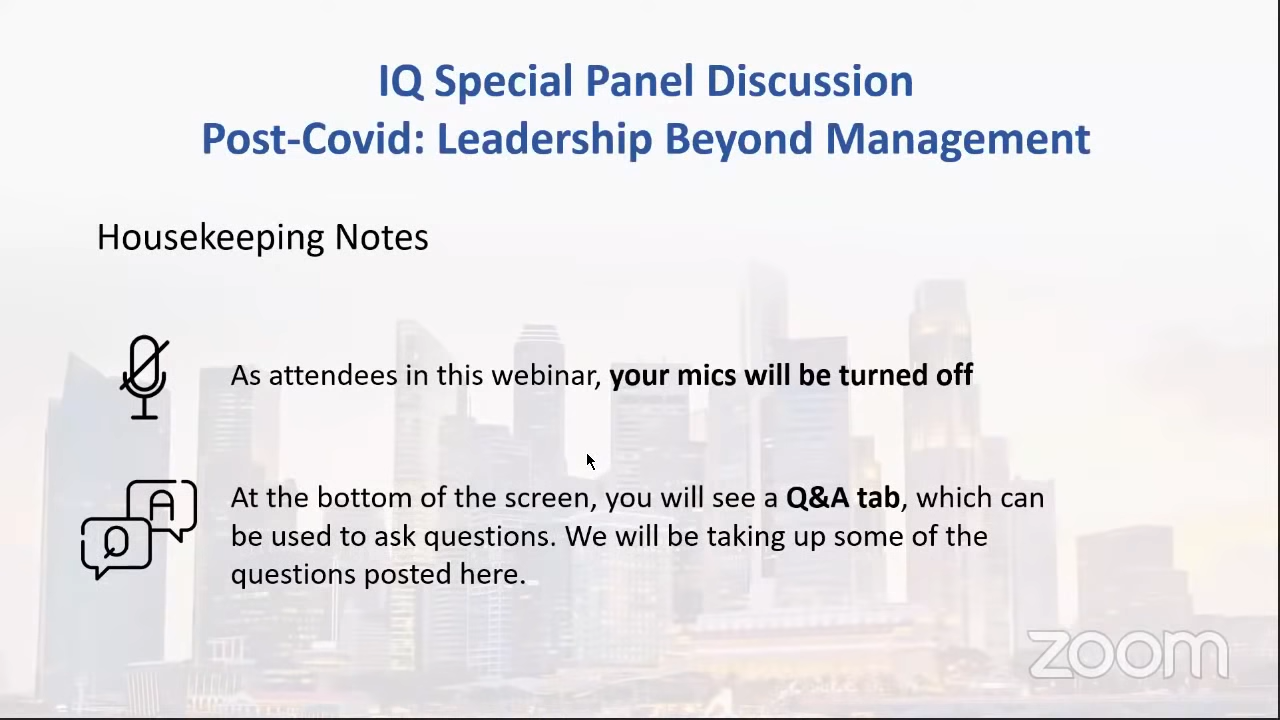 IQ Special Panel Discussion
Post-Covid: Leadership Beyond Management
Housekeeping Notes
As attendees in this webinar, your mics will be turned off
A
Q
At the bottom of the screen, you will see a Q&A tab, which can
be used to ask questions. We will be taking up some of the
questions posted here.
zoom